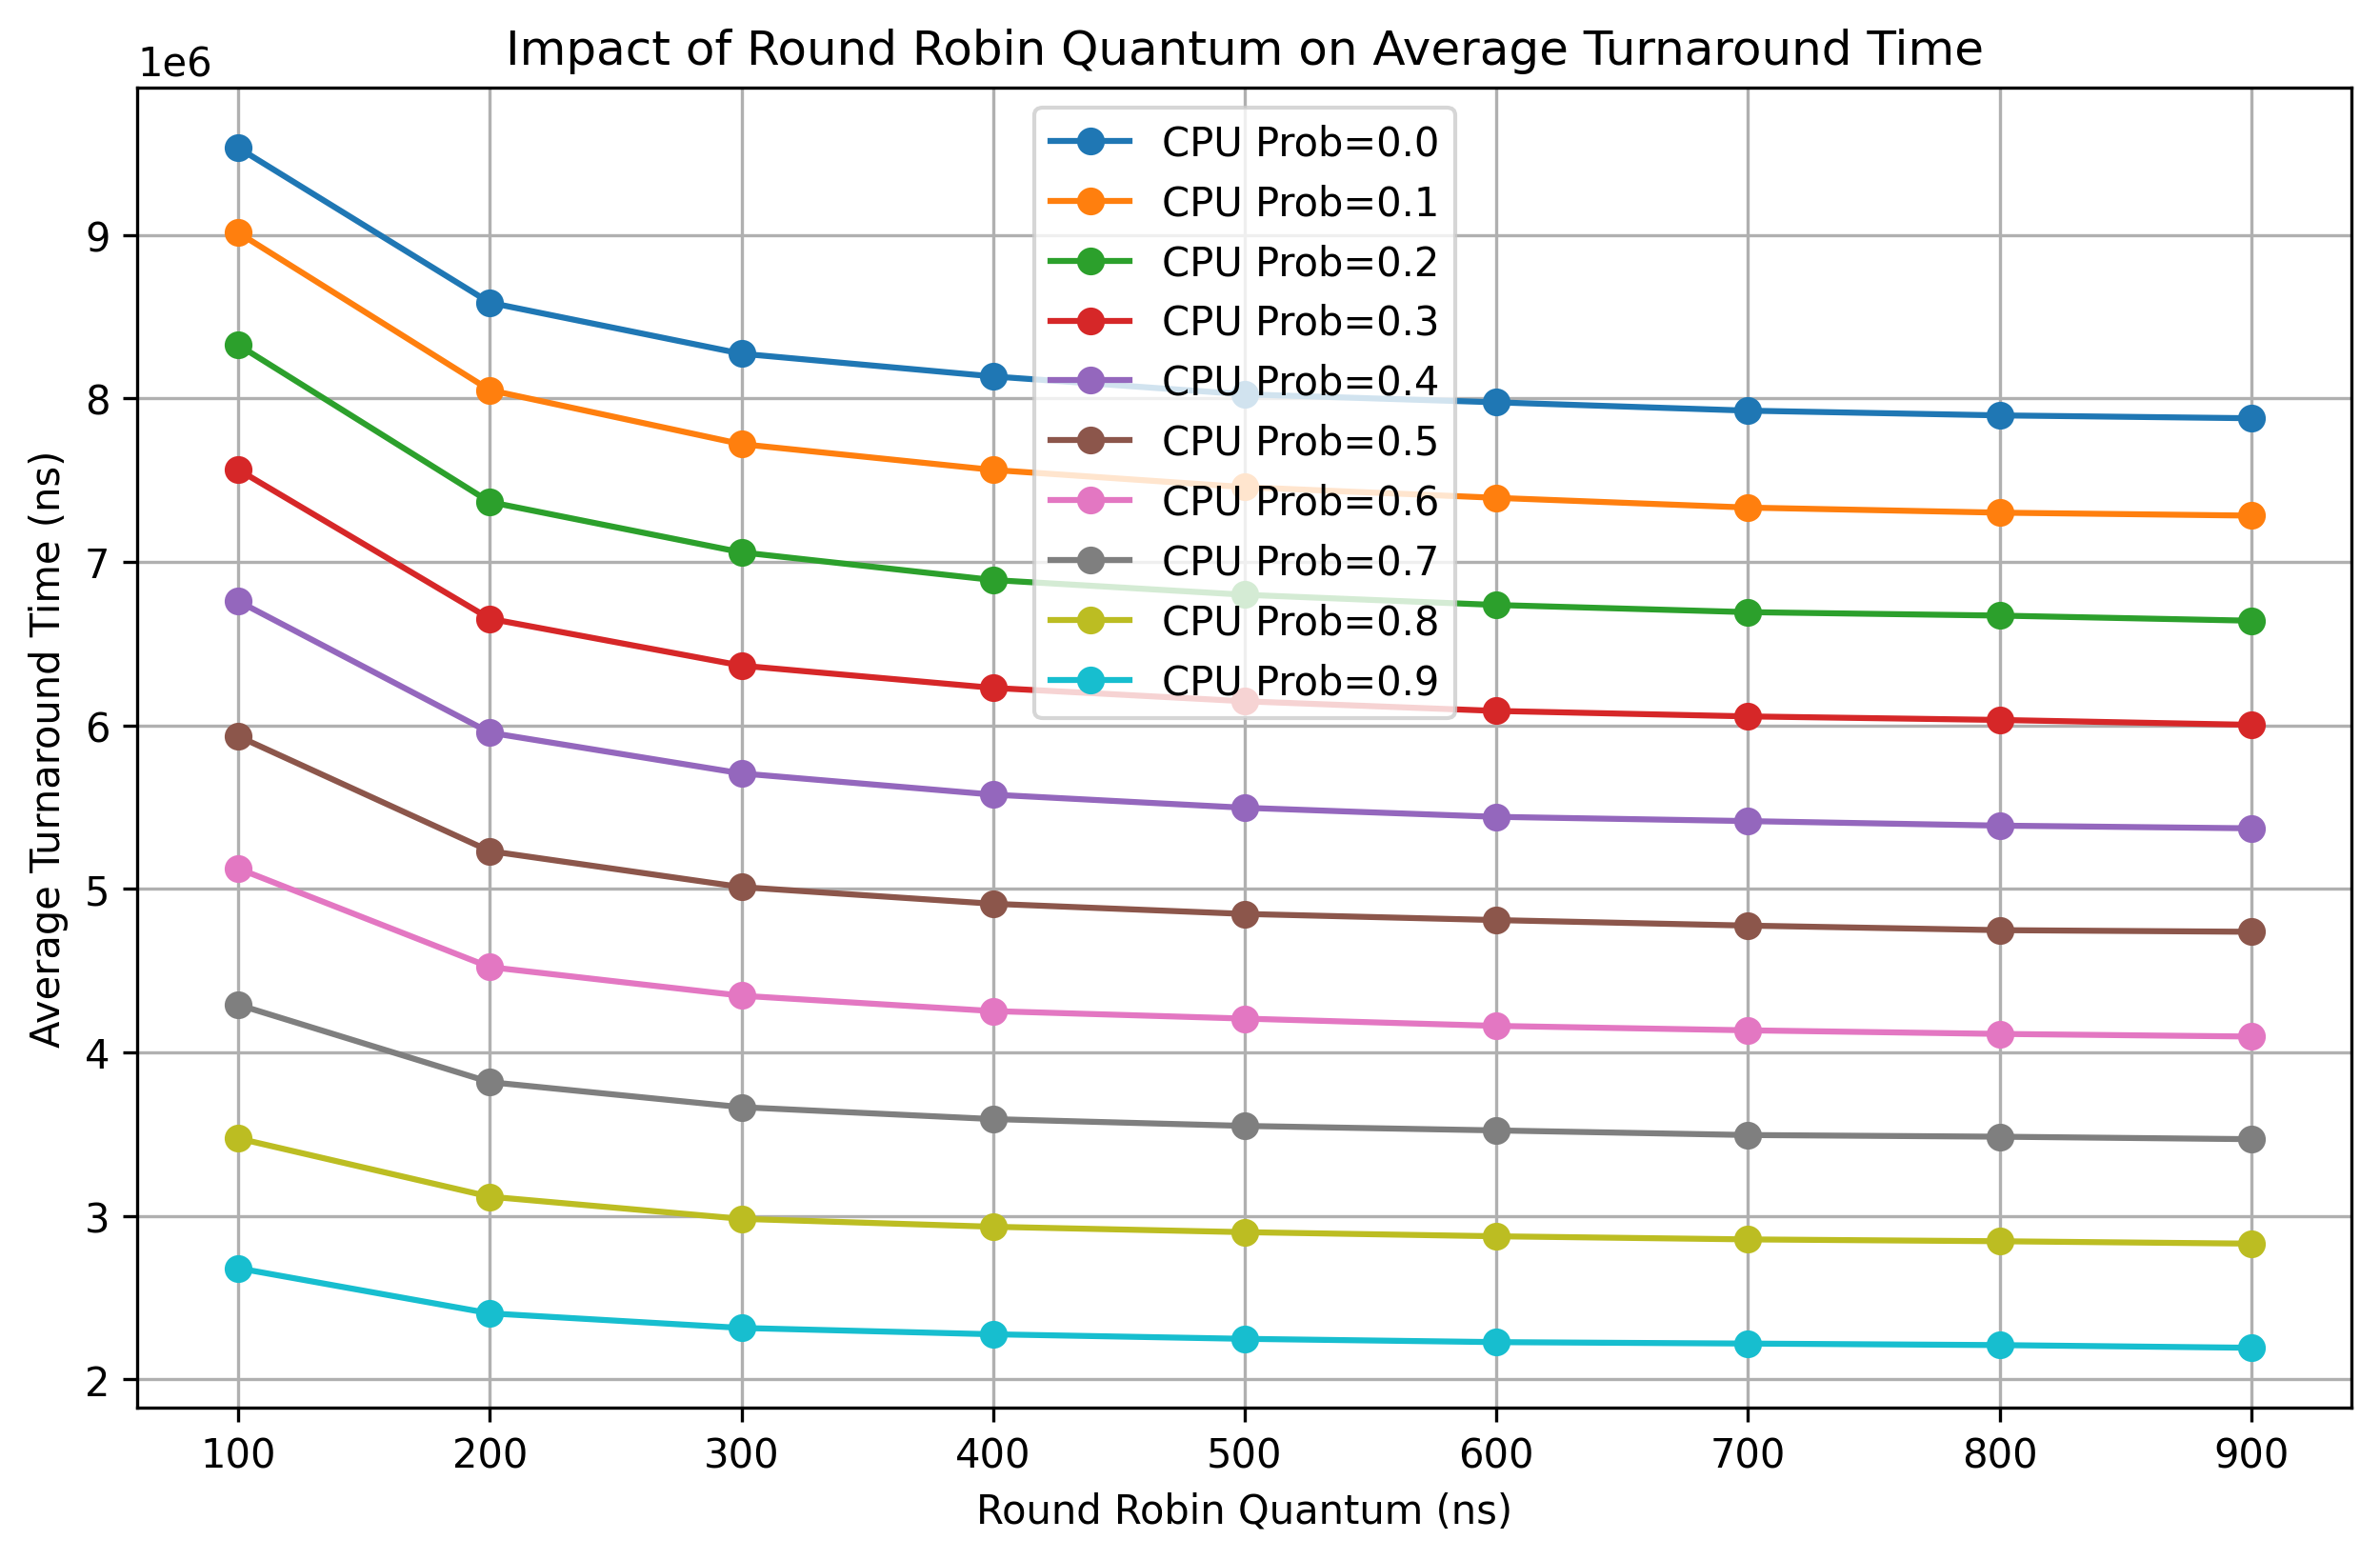 Impact of Round Robin Quantum on Average Turnaround Time
1e6
CPU Prob=0.0
CPU Prob=0.1
CPU Prob=0.2
CPU Prob=0.3
CPU Prob=0.4
CPU Prob=0.5
CPU Prob=0.6
CPU Prob=0.7
CPU Prob=0.8
CPU Prob=0.9
Average Turnaround Time (ns)
9
8
7
6
5
4
3
2
100 200 300 400 500 600 700 800 900
Round Robin Quantum (ns)